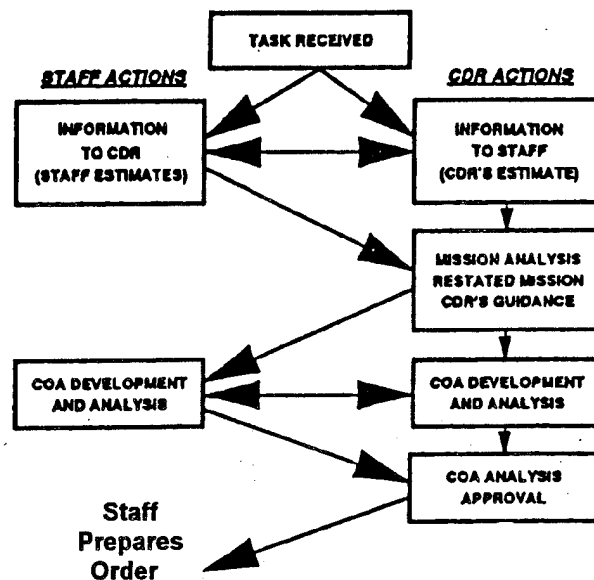 TASK RECEIVED
STAFF ACTIONS
CDR ACTIONS
INFORMATION
TO CDR
(STAFF ESTIMATES)
INFORMATION
TO STAFF
(CDR'S ESTIMATE)
MISSION ANALYSIS
RESTATED MISSION
CDR'S GUIDANCE
COA DEVELOPMENT
AND ANALYSIS
COA DEVELOPMENT
AND ANALYSIS
COA ANALYSIS
APPROVAL
Staff
Prepares
Order